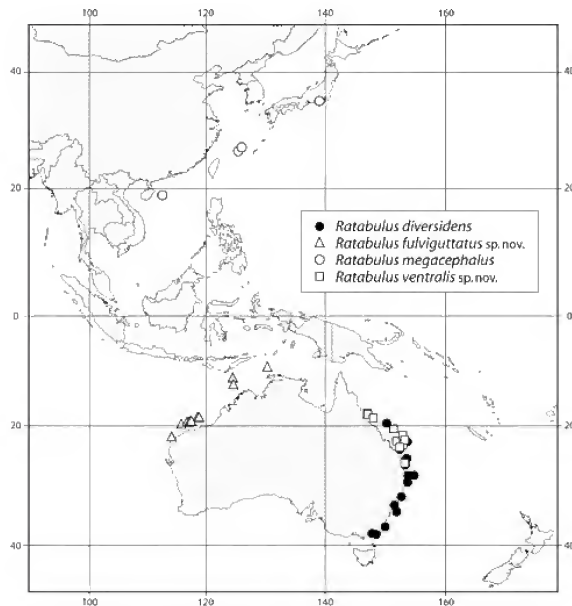 100 120 140 160
40 40
20 20
Ratabulus diversidens
Ratabulus fulviguttatus sp. nov.
Ratabulus megacephalus
Ratabulus ventralis sp. nov.
0 0
20 20
40 40
100 120 140 160